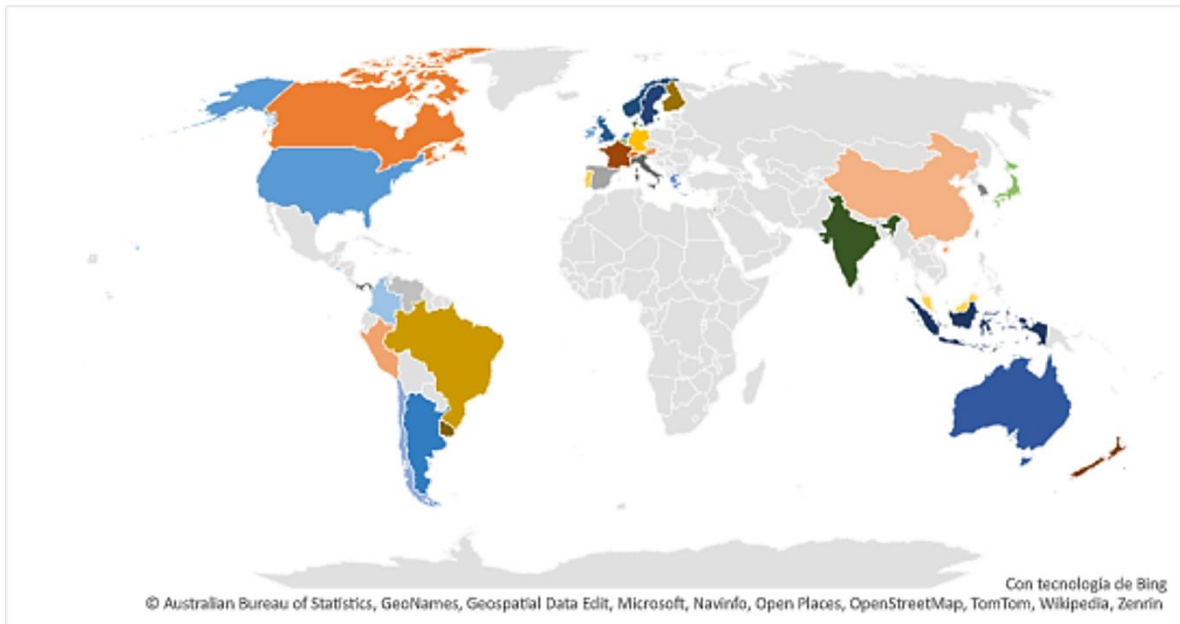 Con tecnología de Bing
© Australian Bureau of Statistics, GeoNames, Geospatial Data Edit, Microsoft, Navinfo, Open Places, OpenStreetMap, TomTom, Wikipedia, Zenrin